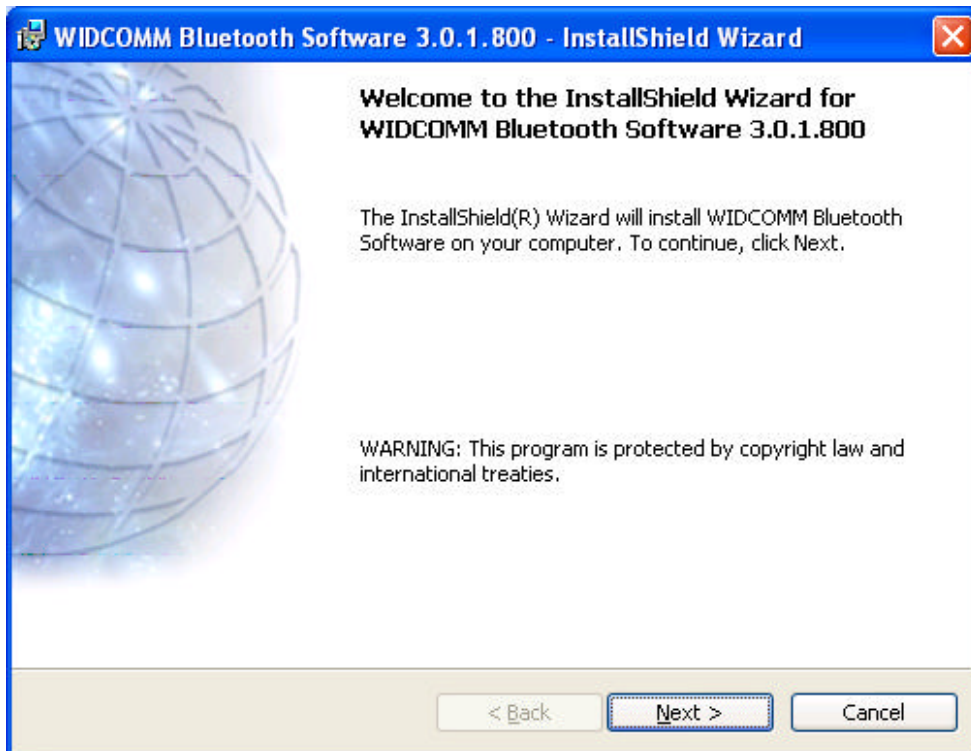 WIDCOMM Bluetooth Software 3.0.1.800 - InstallShield Wizard
Welcome to the InstallShield Wizard for
WIDCOMM Bluetooth Software 3.0.1.800
The InstallShield(R) Wizard will install WIDCOMM Bluetooth
Software on your computer. To continue, click Next.
WARNING: This program is protected by copyright law and
international treaties.
< Back
Next >
Cancel